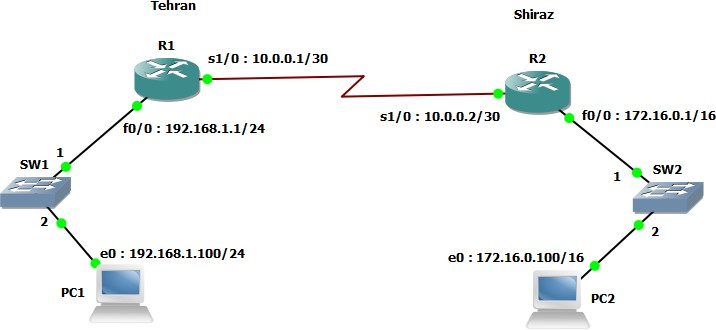 Tehran
Shiraz
R1
R2
s1/0 : 10.0.0.1/30
s1/0 : 10.0.0.2/30
f0/0 : 192.168.1.1/24
f0/0 : 172.16.0.1/16
1
SW1
2
1
SW2
2
e0 : 192.168.1.100/24
e0 : 172.16.0.100/16
PC1
PC2